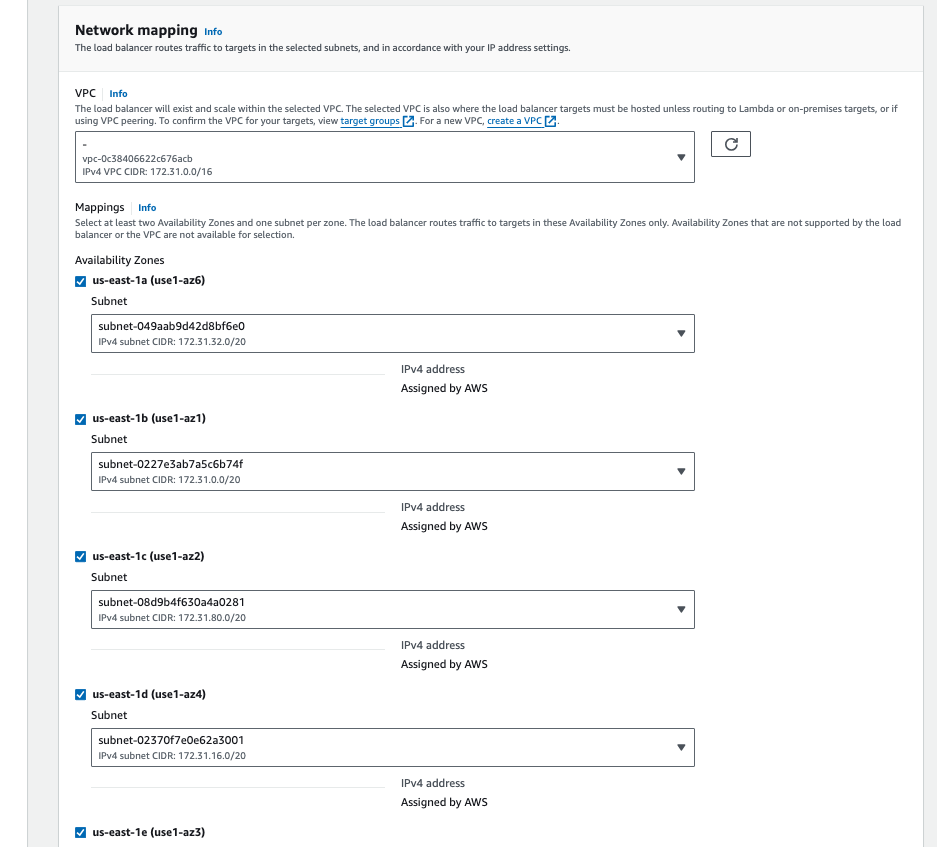 Network mapping Info
The load balancer routes traffic to targets in the selected subnets, and in accordance with your IP address settings.
VPC Info
The load balancer will exist and scale within the selected VPC. The selected VPC is also where the load balancer targets must be hosted unless routing to Lambda or on-premises targets, or if
using VPC peering. To confirm the VPC for your targets, view target groups. For a new VPC, create a VPC.
-
vpc-0c38406622c676acb
IPv4 VPC CIDR: 172.31.0.0/16
Mappings Info
Select at least two Availability Zones and one subnet per zone. The load balancer routes traffic to targets in these Availability Zones only. Availability Zones that are not supported by the load
balancer or the VPC are not available for selection.
Availability Zones
us-east-1a (use1-az6)
Subnet
subnet-049aab9d42d8bf6e0
IPv4 subnet CIDR: 172.31.32.0/20
IPv4 address
Assigned by AWS
us-east-1b (use1-az1)
Subnet
subnet-0227e3ab7a5c6b74f
IPv4 subnet CIDR: 172.31.0.0/20
IPv4 address
Assigned by AWS
us-east-1c (use1-az2)
Subnet
subnet-08d9b4f630a4a0281
IPv4 subnet CIDR: 172.31.80.0/20
IPv4 address
Assigned by AWS
us-east-1d (use1-az4)
Subnet
subnet-02370f7e0e62a3001
IPv4 subnet CIDR: 172.31.16.0/20
IPv4 address
Assigned by AWS
us-east-1e (use1-az3)